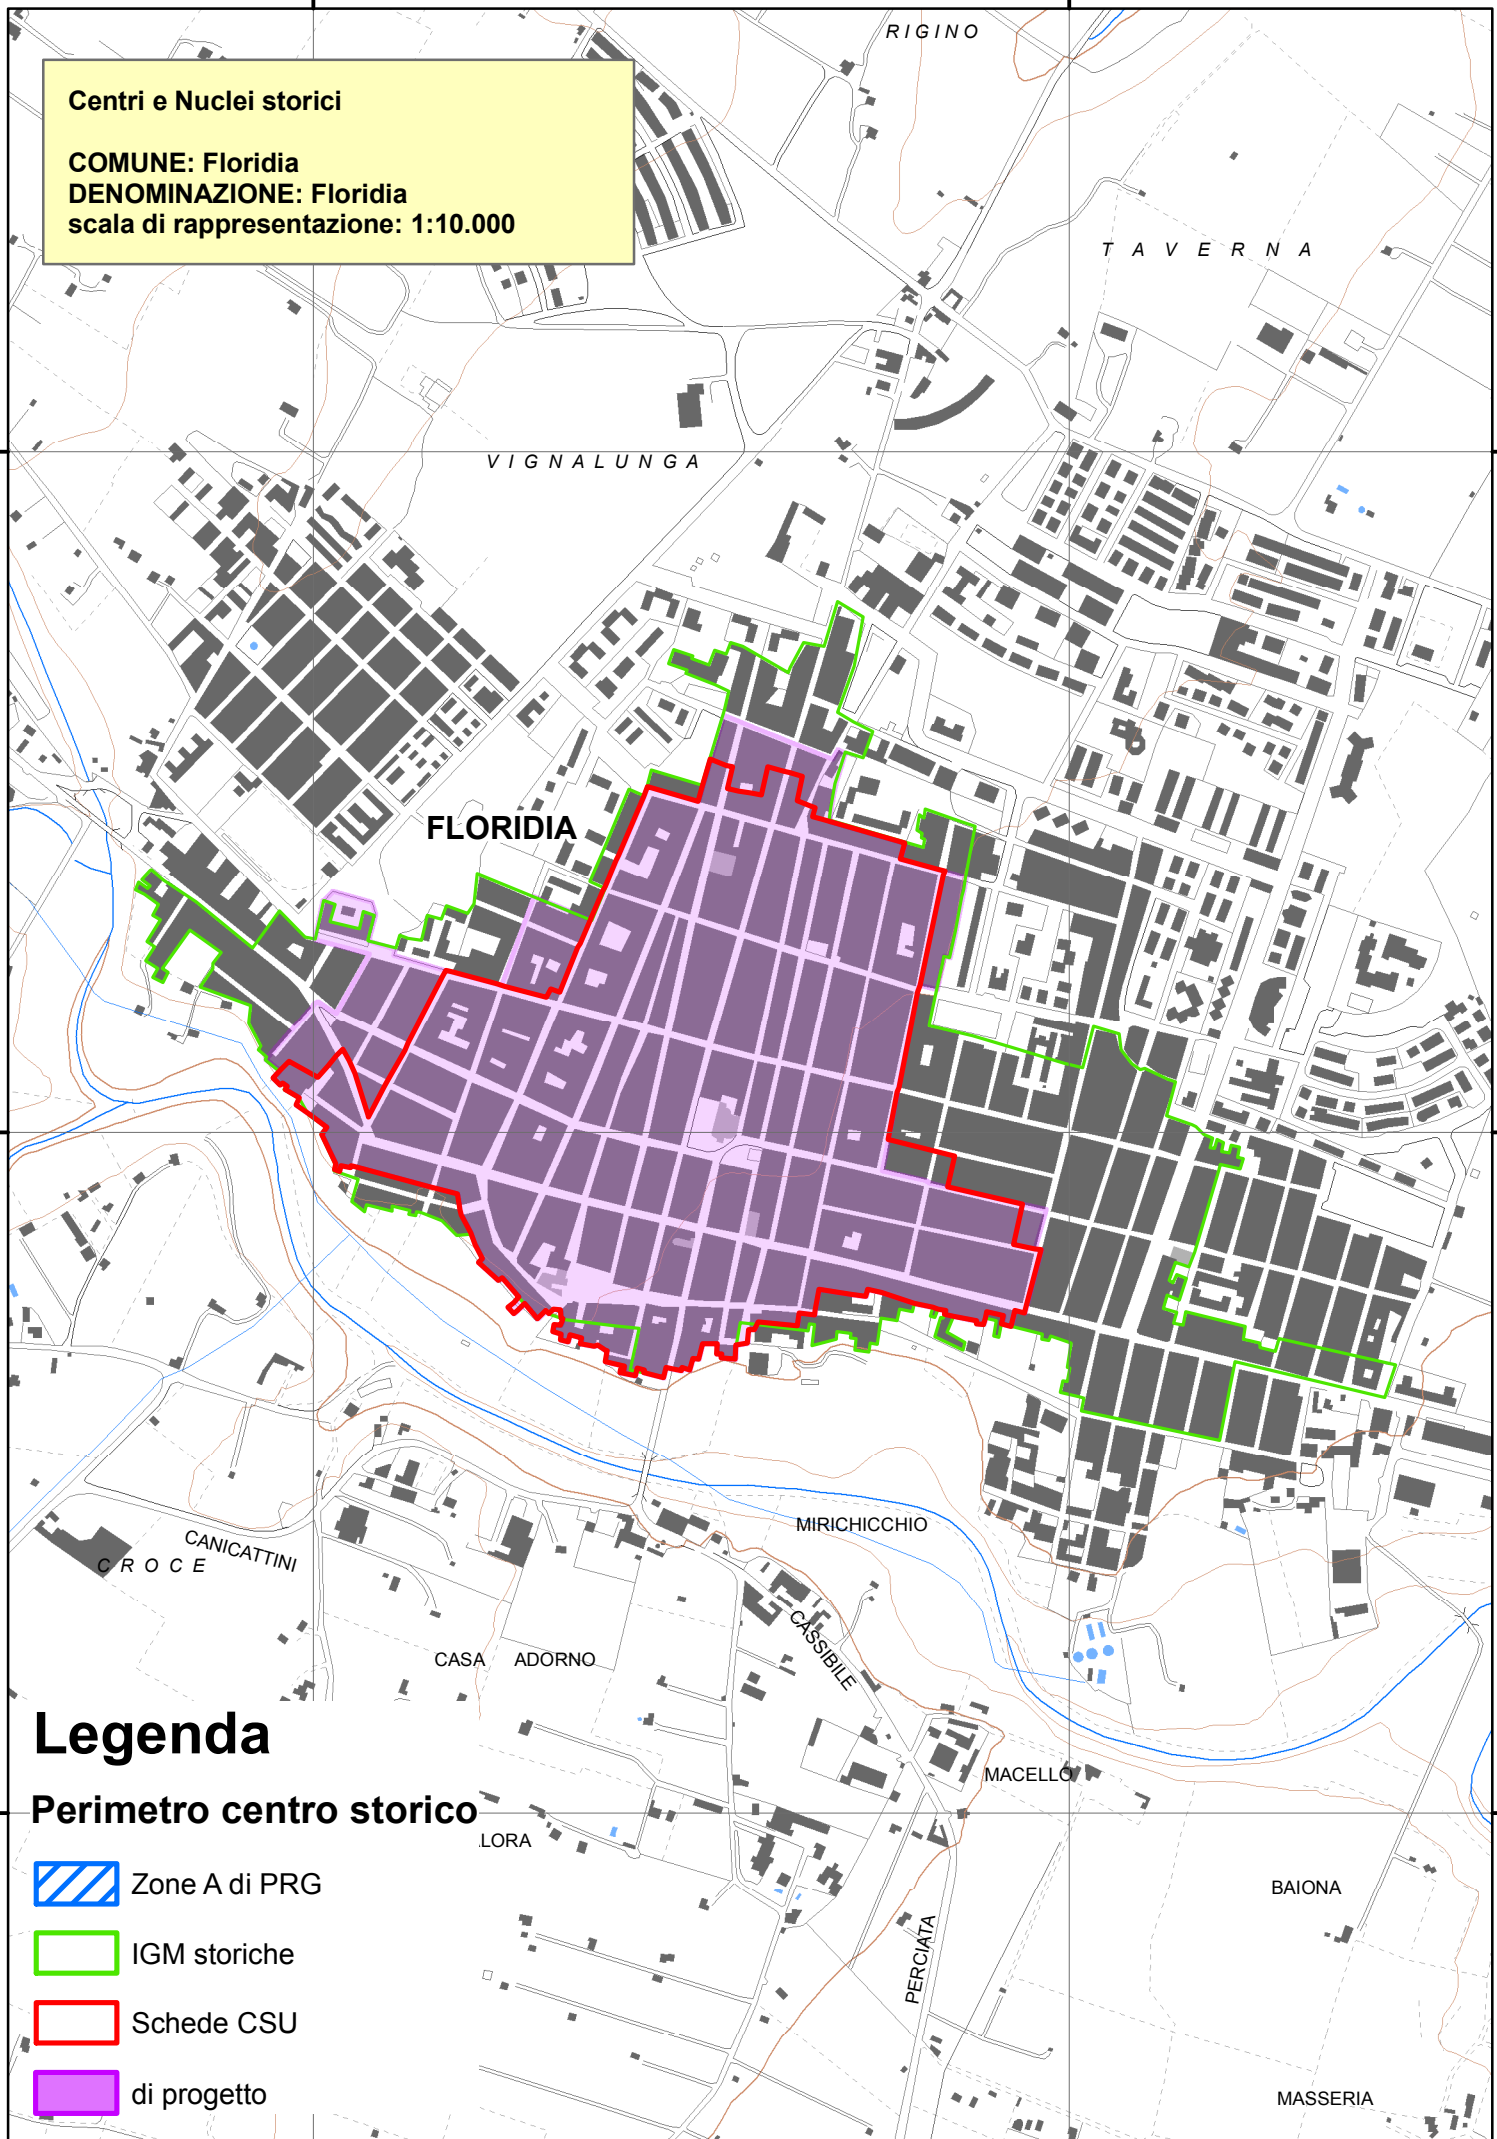 RIGINO
Centri e Nuclei storici
COMUNE: Floridia
DENOMINAZIONE: Floridia
scala di rappresentazione: 1:10.000
TAVERNA
VIGNALUNGA
FLORIDIA
MIRICHICCHIO
CANICATTINI
CROCE
CASSIBILE
CASA ADORNO
Legenda
MACELLO
Perimetro centro storico
LORA
Zone A di PRG
BAIONA
PERCIATA
IGM storiche
Schede CSU
di progetto
MASSERIA